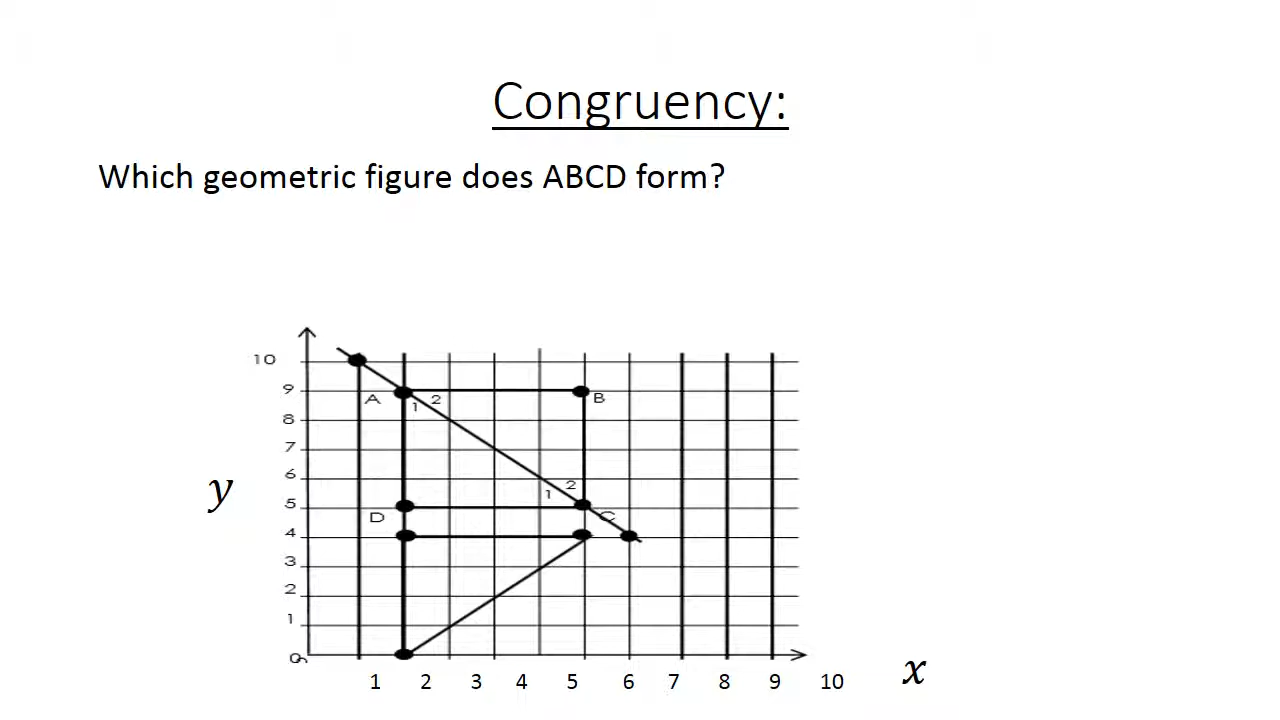 Congruency:
Which geometric figure does ABCD form?
10
9
A
1
2
B
8
7
6
y
1
2
5
D
C
4
3
2
1
0
0
1 2 3 4 5 6 7 8 9 10
x